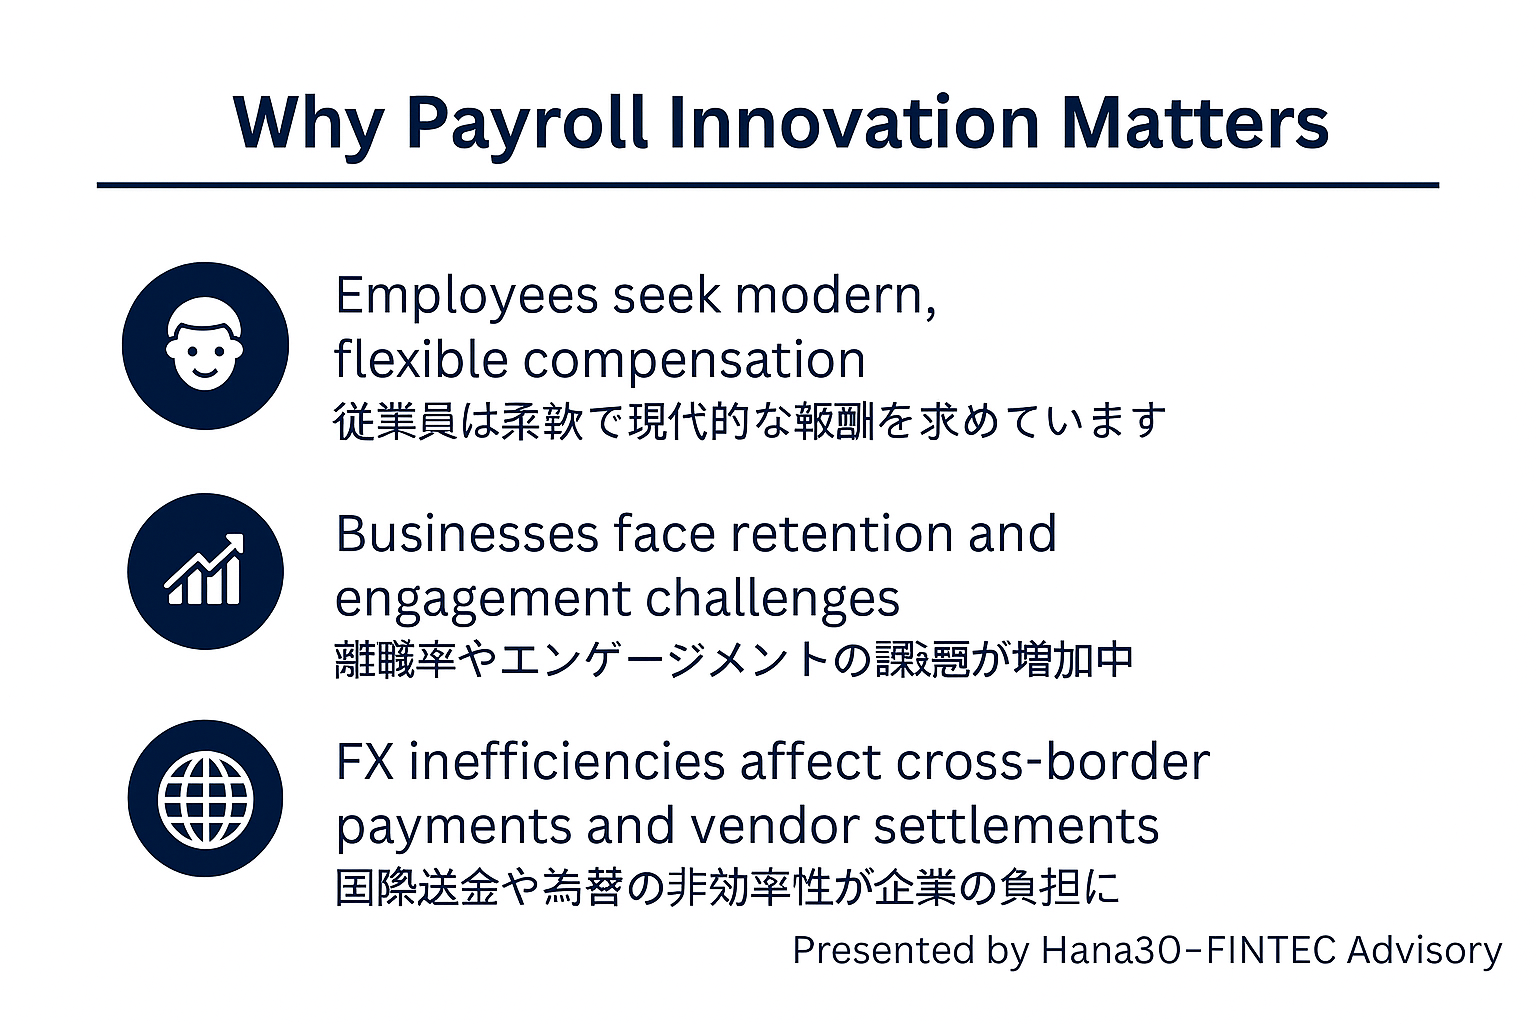 Why Payroll Innovation Matters
Employees seek modern,
flexible compensation
従業員は柔軟で現代的な報酬を求めています
Businesses face retention and
engagement challenges
離職率やエンゲージメントの課題が増加中
FX inefficiencies affect cross-border
payments and vendor settlements
国際送金や為替の非効率性が企業の負担に
Presented by Hana30–FINTEC Advisory